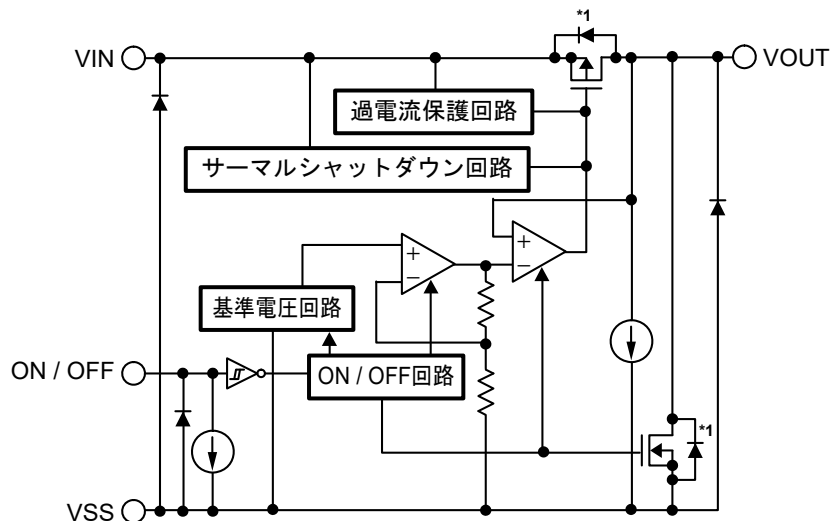 *1
VIN
VOUT
過電流保護回路
サーマルシャットダウン回路
+
−
+
−
基準電圧回路
ON / OFF
ON / OFF回路
*1
VSS